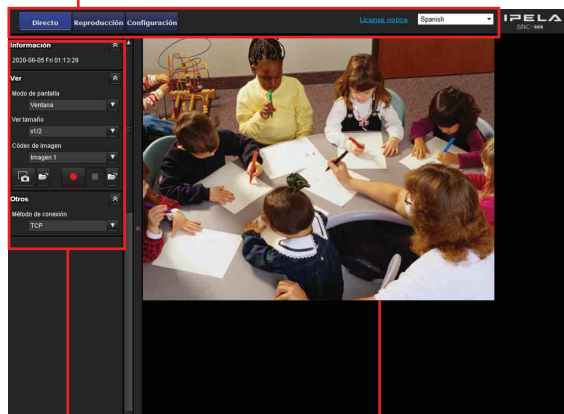 Directo Reproducción Configuración License notice Spanish IPELA
SNC-***
Información
2020-06-05 Fri 01:13:29
Ver
Modo de pantalla
Ventana
Ver tamaño
x1/2
Códec de imagen
Imagen 1
Otros
Método de conexión
TCP